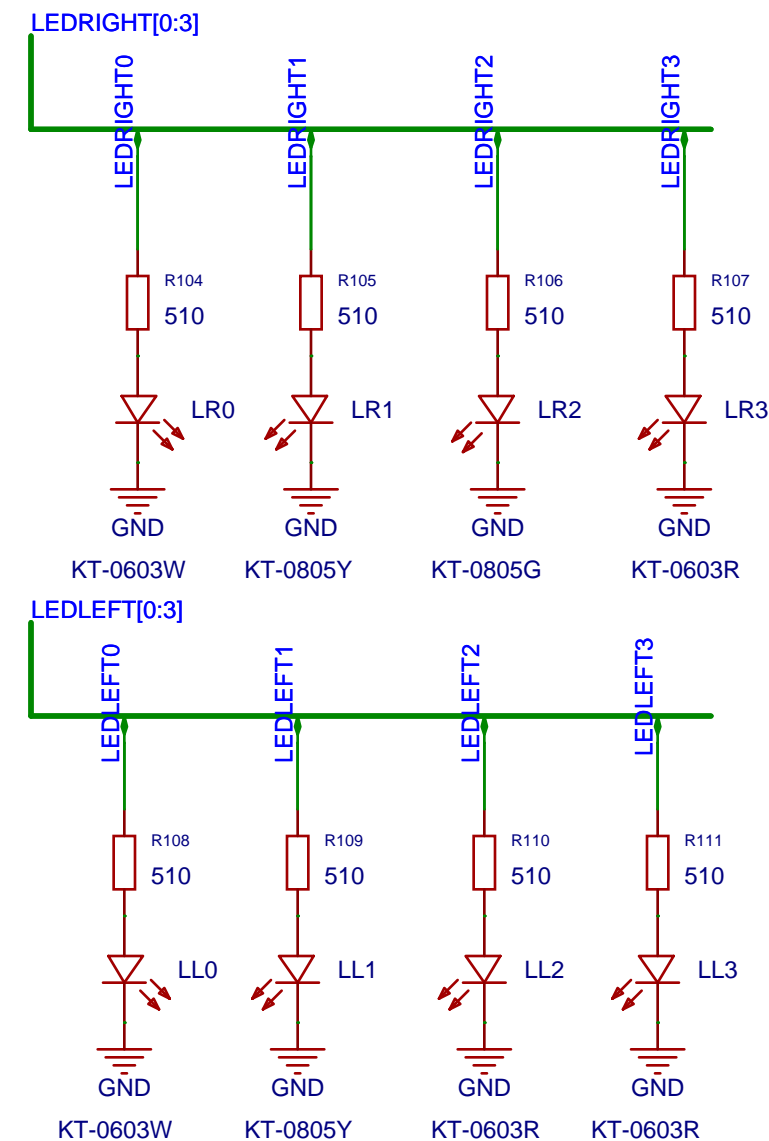 LEDRIGHT[0:3]
LEDRIGHT0 LEDRIGHT1 LEDRIGHT2 LEDRIGHT3
R104 R105 R106 R107
510 510 510 510
LR0 LR1 LR2 LR3
GND GND GND GND
KT-0603W KT-0805Y KT-0805G KT-0603R
LEDLEFT[0:3]
LEDLEFT0 LEDLEFT1 LEDLEFT2 LEDLEFT3
R108 R109 R110 R111
510 510 510 510
LL0 LL1 LL2 LL3
GND GND GND GND
KT-0603W KT-0805Y KT-0603R KT-0603R